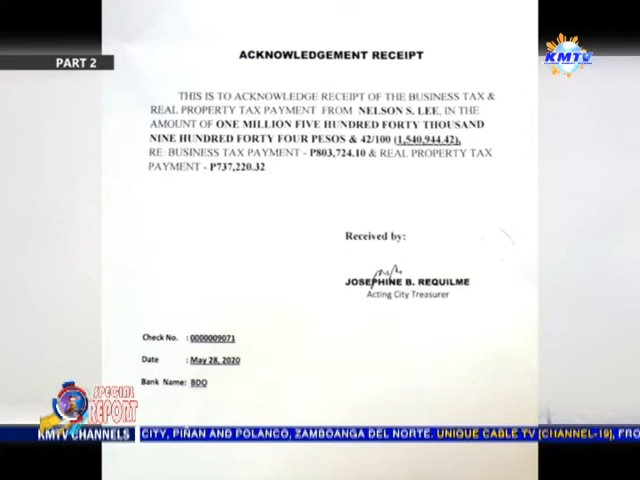 PART 2
KMTV
ACKNOWLEDGEMENT RECEIPT
THIS IS TO ACKNOWLEDGE RECEIPT OF THE BUSINESS TAX &
REAL PROPERTY TAX PAYMENT FROM NELSON S. LEE, IN THE
AMOUNT OF ONE MILLION FIVE HUNDRED FORTY THOUSAND
NINE HUNDRED FORTY FOUR PESOS & 42/100 (1,540,944.42),
RE: BUSINESS TAX PAYMENT - P803,724.10 & REAL PROPERTY TAX
PAYMENT - P737,220.32
Received by:
JOSEPHINE B. REQUILME
Acting City Treasurer
Check No. : 0000009071
Date : May 28, 2020
Bank Name: BDO
SPECIAL
REPORT
KMTV CHANNELS CITY, PIÑAN AND POLANCO, ZAMBOANGA DEL NORTE. UNIQUE CABLE TV (CHANNEL-19), FRO